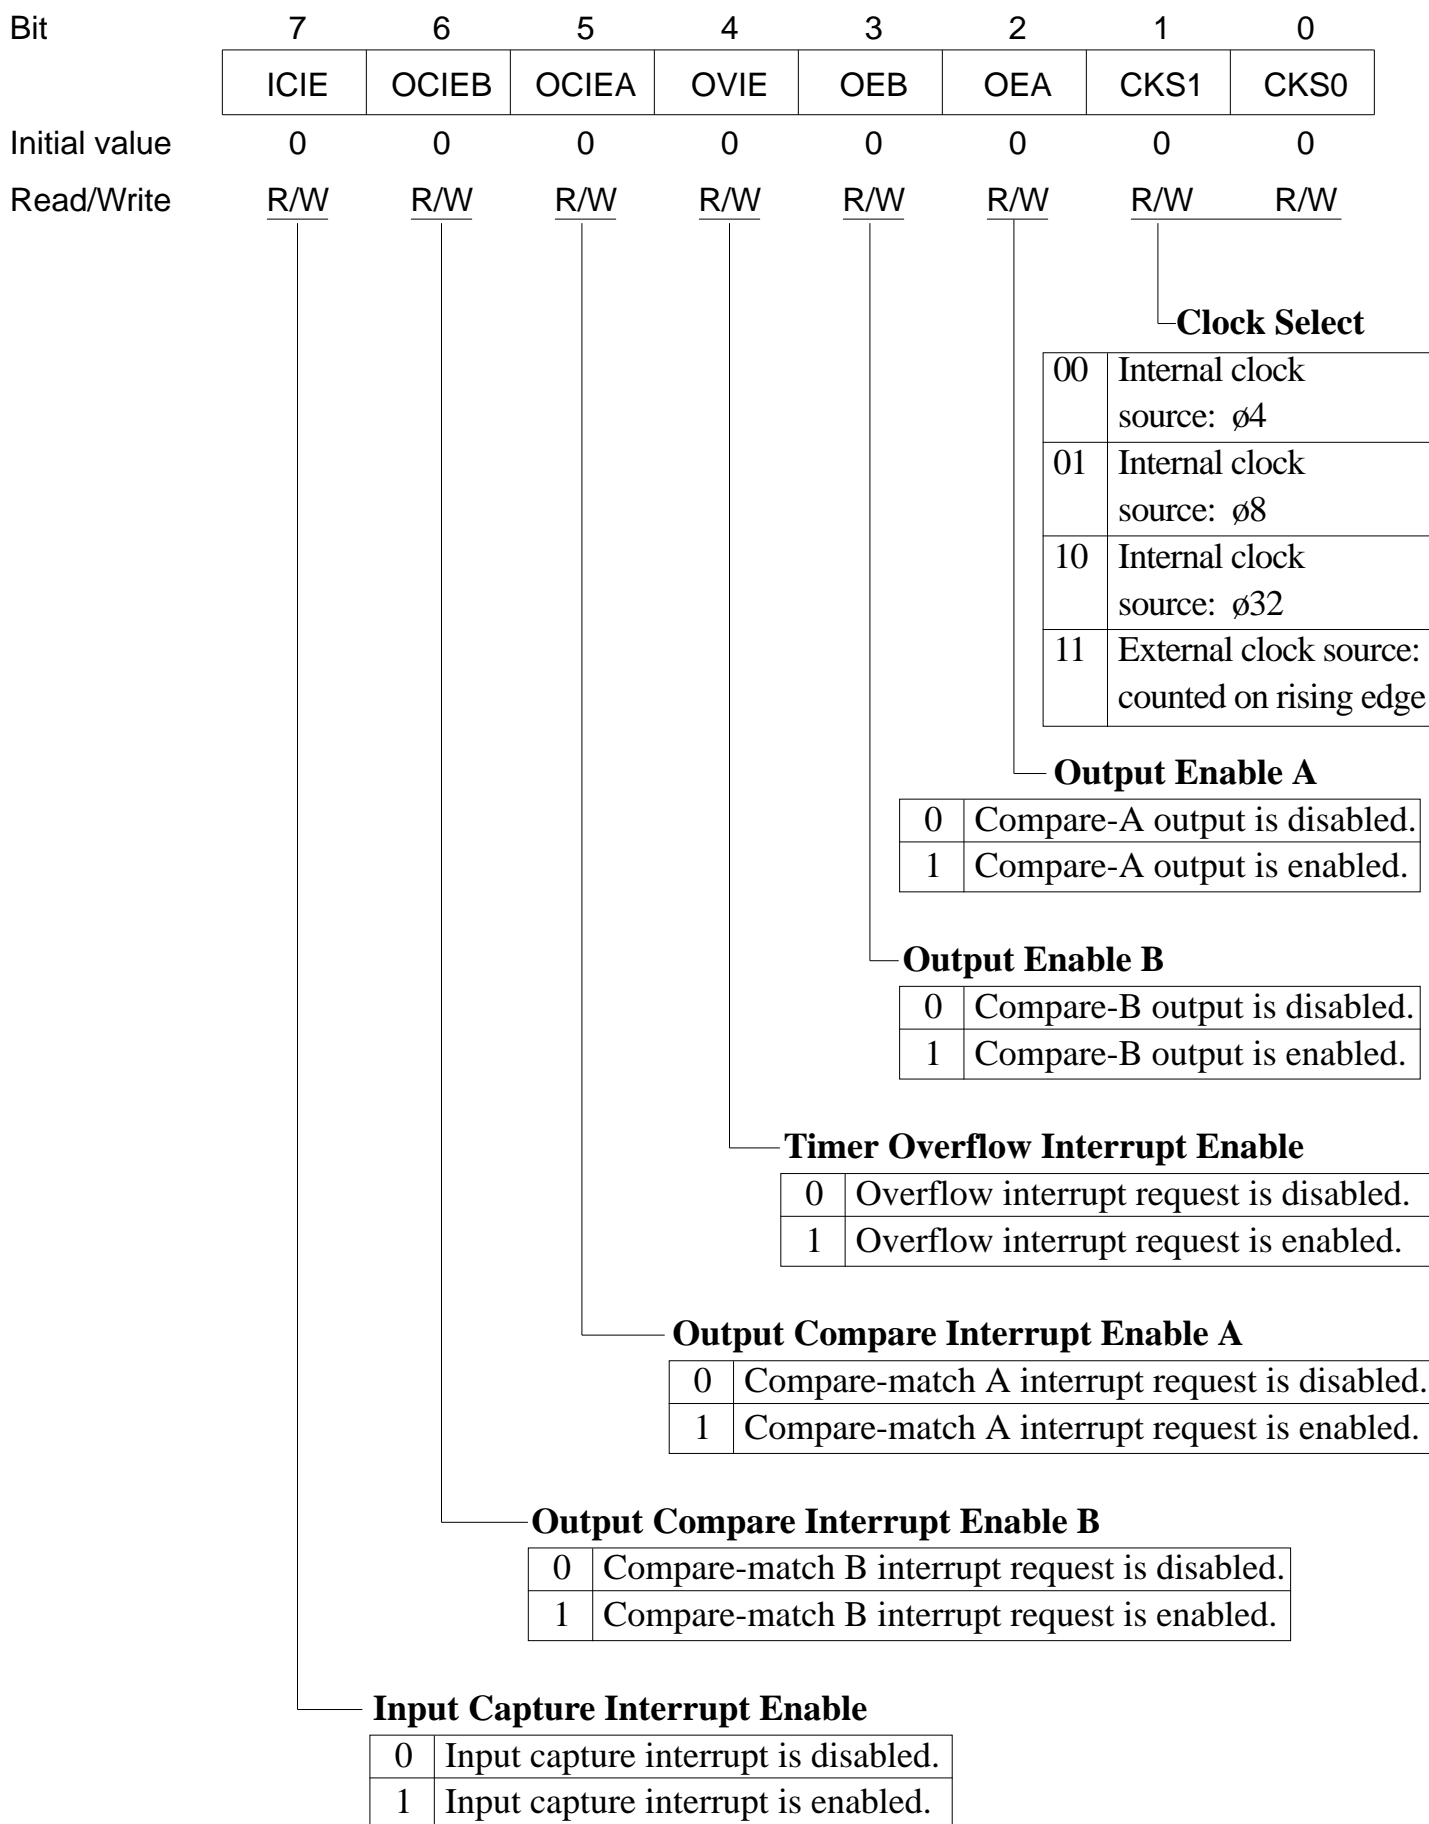 Bit 7 6 5 4 3 2 1 0
ICIE OCIEB OCIEA OVIE OEB OEA CKS1 CKS0
Initial value 0 0 0 0 0 0 0 0
Read/Write R/W R/W R/W R/W R/W R/W R/W R/W
Clock Select
00 Internal clock
source: ø4
01 Internal clock
source: ø8
10 Internal clock
source: ø32
11 External clock source:
counted on rising edge
Output Enable A
0 Compare-A output is disabled.
1 Compare-A output is enabled.
Output Enable B
0 Compare-B output is disabled.
1 Compare-B output is enabled.
Timer Overflow Interrupt Enable
0 Overflow interrupt request is disabled.
1 Overflow interrupt request is enabled.
Output Compare Interrupt Enable A
0 Compare-match A interrupt request is disabled.
1 Compare-match A interrupt request is enabled.
Output Compare Interrupt Enable B
0 Compare-match B interrupt request is disabled.
1 Compare-match B interrupt request is enabled.
Input Capture Interrupt Enable
0 Input capture interrupt is disabled.
1 Input capture interrupt is enabled.